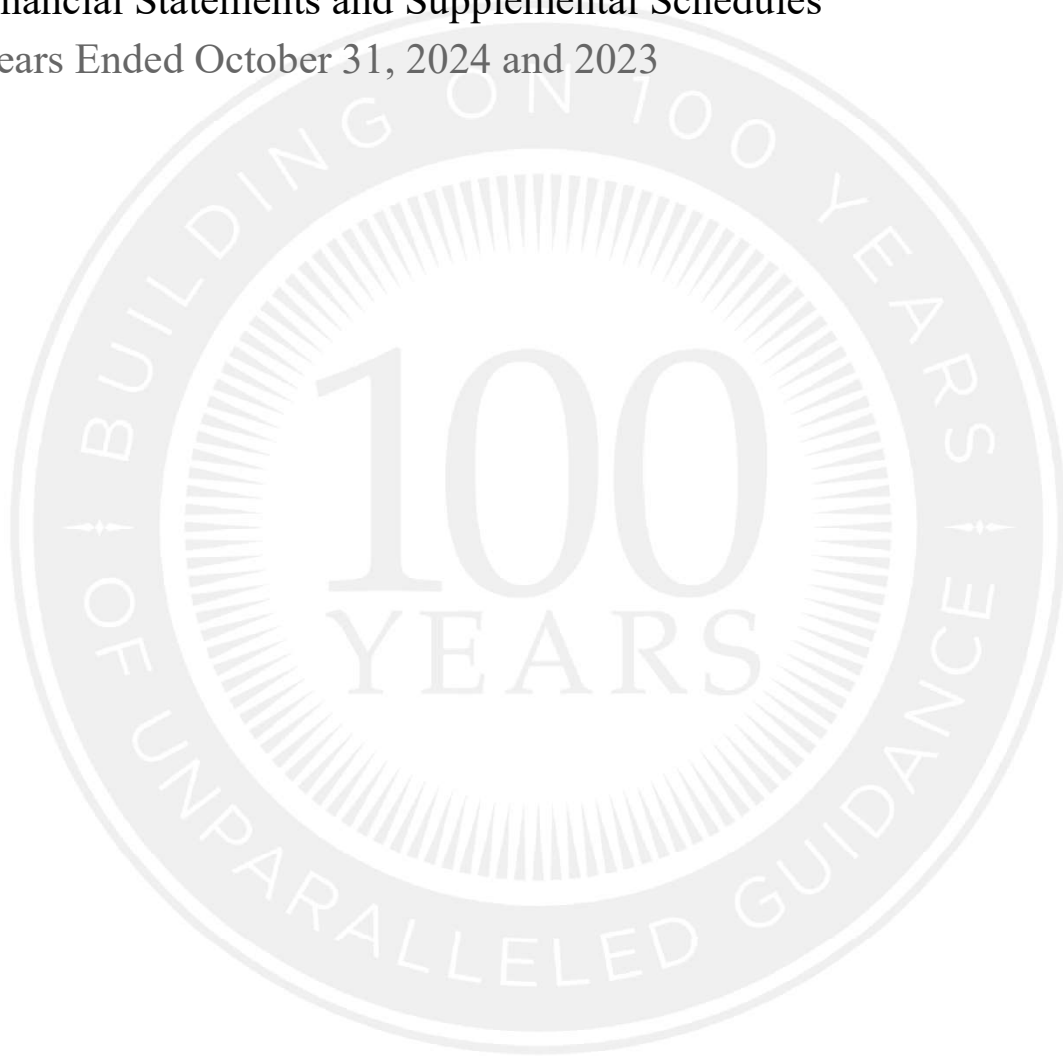 nancial Statements and Supplemental Schedules
ears Ended October 31, 2024 and 2023
BUILDING ON 100 YEARS
100
YEARS
OF UNPARALLELED GUIDANCE